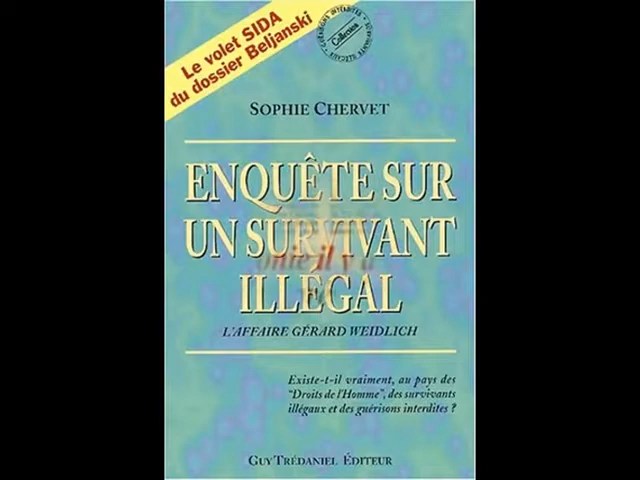 Le volet SIDA
du dossier Beljanski
Collection
SOPHIE CHERVET
ENQUÊTE SUR
UN SURVIVANT
ILLÉGAL
L'AFFAIRE GÉRARD WEIDLICH
Existe-t-il vraiment, au pays des
"Droits de l'Homme", des survivants
illégaux et des guérisons interdites ?
GUY TRÉDANIEL ÉDITEUR